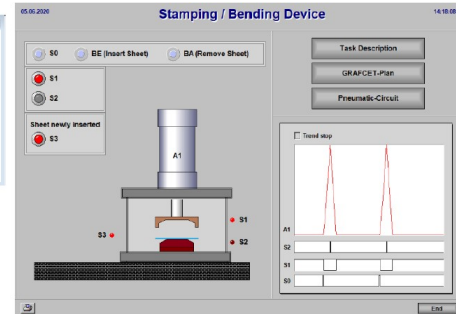 05.06.2020
Stamping / Bending Device
14:18:08
S0
BE (Insert Sheet)
BA (Remove Sheet)
S1
S2
Sheet newly inserted
S3
A1
S3
S1
S2
Task Description
GRAFCET-Plan
Pneumatic-Circuit
Trend stop
A1
S2
S1
S0
End